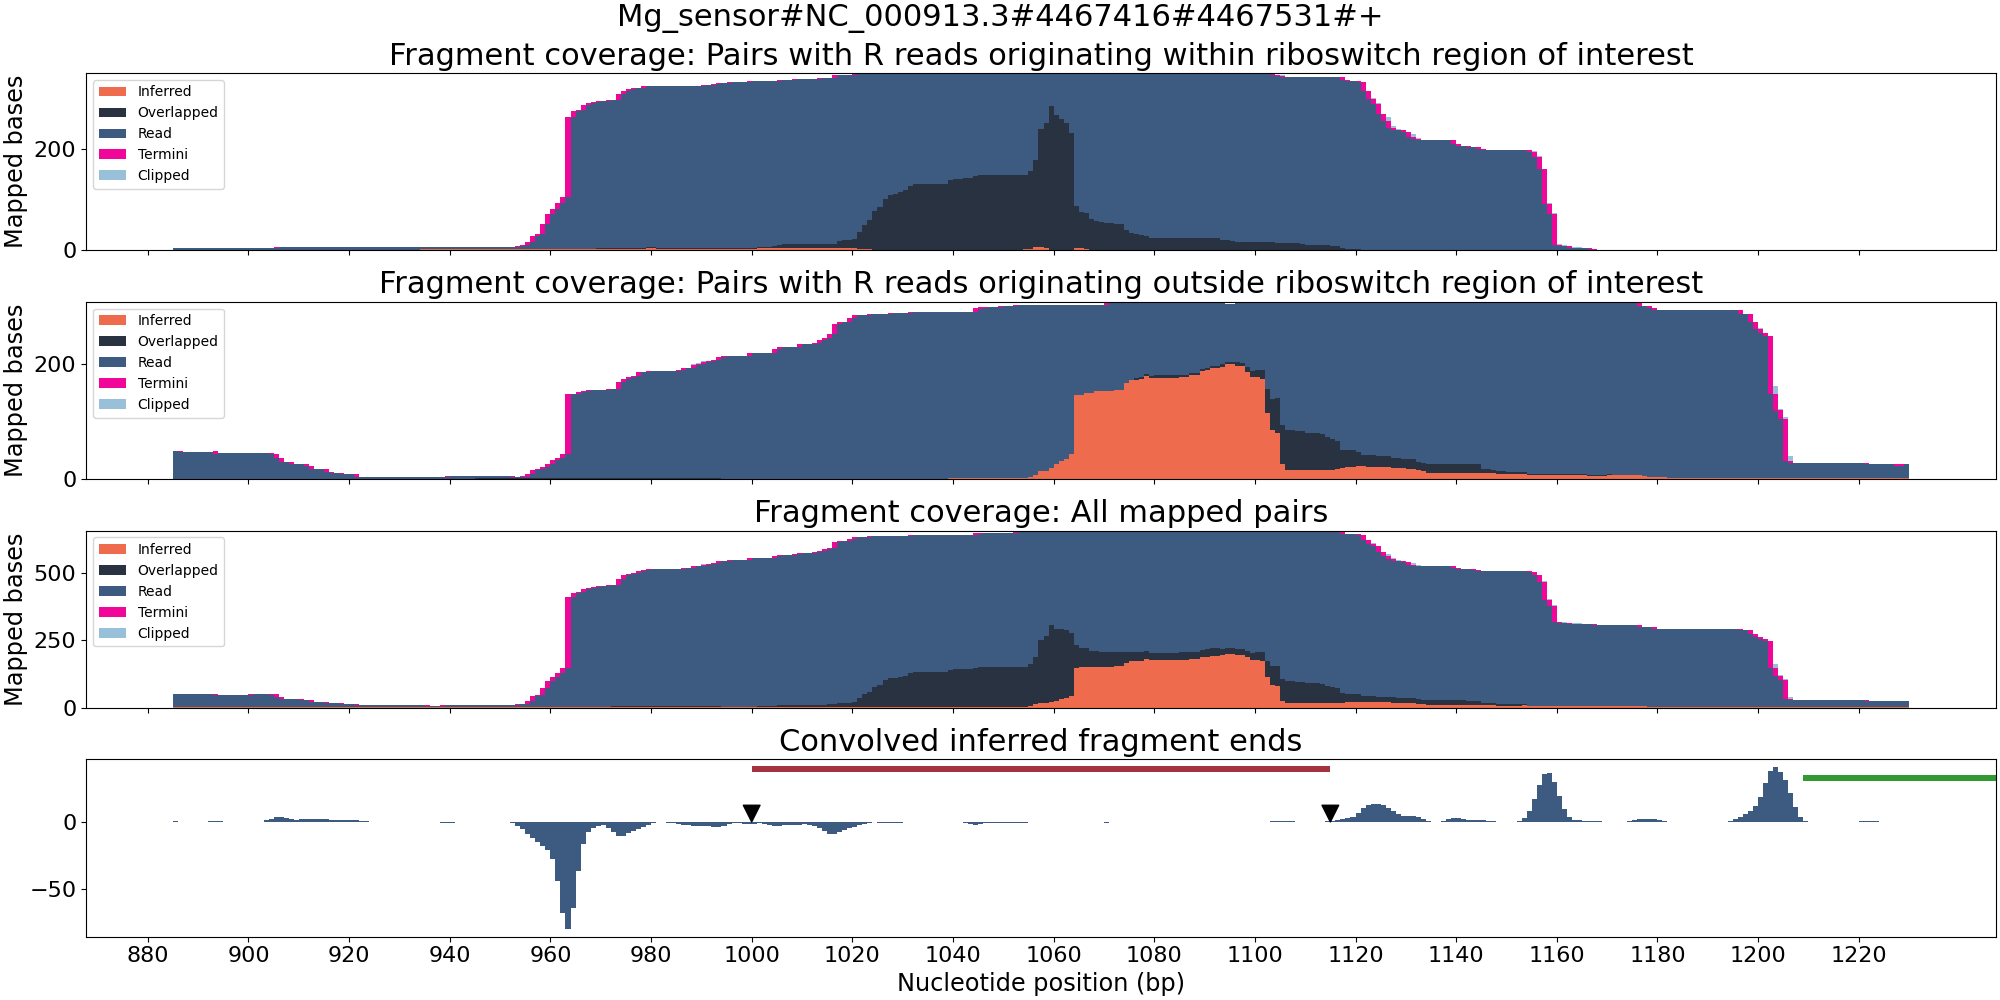 Mg_sensor#NC_000913.3#4467416#4467531#+
Fragment coverage: Pairs with R reads originating within riboswitch region of interest
Mapped bases
200
0
Inferred
Overlapped
Read
Termini
Clipped
Fragment coverage: Pairs with R reads originating outside riboswitch region of interest
Mapped bases
200
0
Inferred
Overlapped
Read
Termini
Clipped
Fragment coverage: All mapped pairs
Mapped bases
500
250
0
Inferred
Overlapped
Read
Termini
Clipped
Convolved inferred fragment ends
0
−50
880 900 920 940 960 980 1000 1020 1040 1060 1080 1100 1120 1140 1160 1180 1200 1220
Nucleotide position (bp)